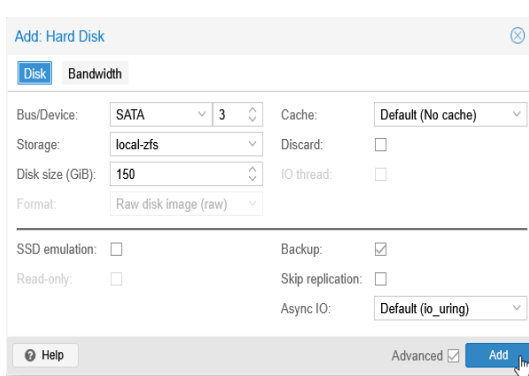 Add: Hard Disk
Disk Bandwidth
Bus/Device: SATA 3 Cache: Default (No cache)
Storage: local-zfs Discard:
Disk size (GiB): 150 IO thread:
Format: Raw disk image (raw)
SSD emulation: Backup:
Read-only: Skip replication:
Async IO: Default (io_uring)
? Help Advanced Add